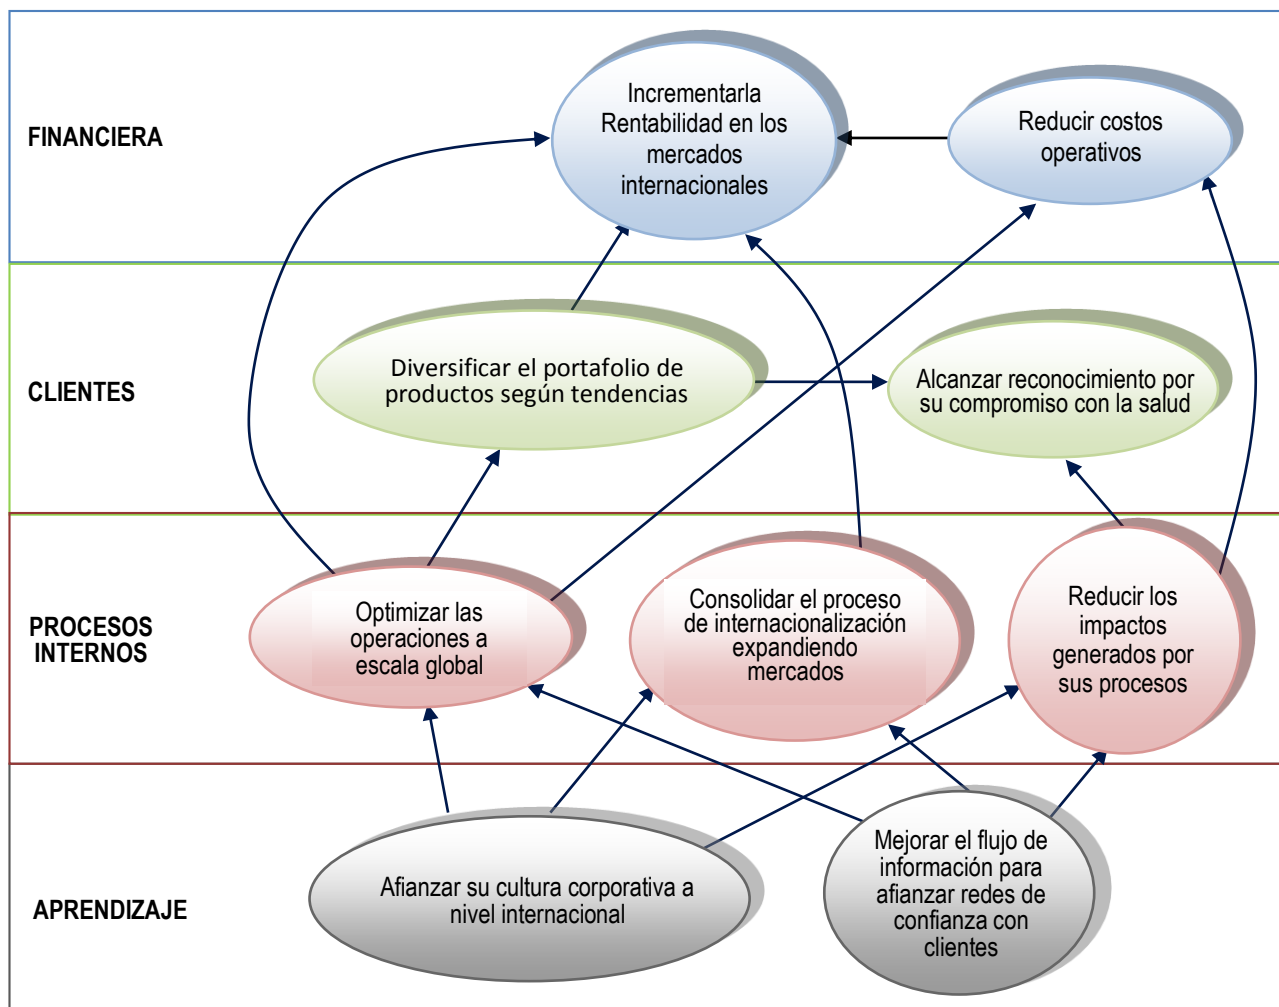 FINANCIERA
Incrementarla
Rentabilidad en los
mercados
internacionales
Reducir costos
operativos
CLIENTES
Diversificar el portafolio de
productos según tendencias
Alcanzar reconocimiento por
su compromiso con la salud
PROCESOS
INTERNOS
Optimizar las
operaciones a
escala global
Consolidar el proceso
de internacionalización
expandiendo
mercados
Reducir los
impactos
generados por
sus procesos
APRENDIZAJE
Afianzar su cultura corporativa a
nivel internacional
Mejorar el flujo de
información para
afianzar redes de
confianza con
clientes